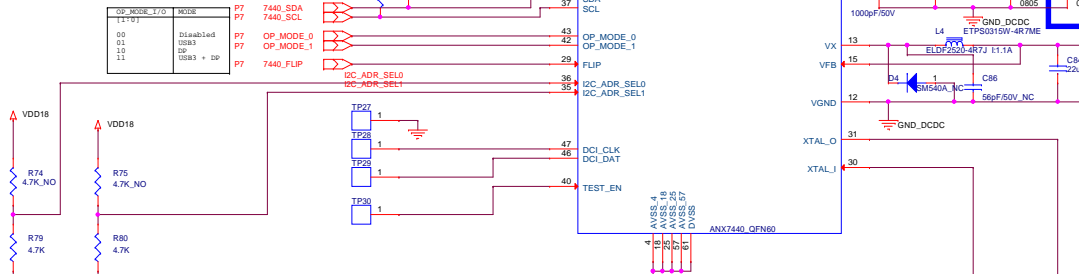 OP_MODE_I/O MODE
[1:0]
00 Disabled
01 USB3
10 DP
11 USB3 + DP
P7 7440_SDA
P7 7440_SCL
P7 OP_MODE_0
P7 OP_MODE_1
P7 7440_FLIP
I2C_ADR_SEL0
I2C_ADR_SEL1
37 SCL
43 OP_MODE_0
42 OP_MODE_1
29 FLIP
36 I2C_ADR_SEL0
35 I2C_ADR_SEL1
47 DCI_CLK
46 DCI_DAT
40 TEST_EN
TP27 1
TP28 1
TP29 1
TP30 1
VDD18
VDD18
R74
4.7K_NO
R75
4.7K_NO
R79
4.7K
R80
4.7K
AVSS_4
AVSS_18
AVSS_25
AVSS_57
DVSS
4
18
25
57
61
ANX7440_QFN60
VX 13
VFB 15
VGND 12
XTAL_O 31
XTAL_I 30
1000pF/50V
0805
GND_DCDC
L4 ETPS0315W-4R7ME
ELDF2520-4R7J I:1.1A
D4 1
SM540A_NC
C86
56pF/50V_NC
GND_DCDC